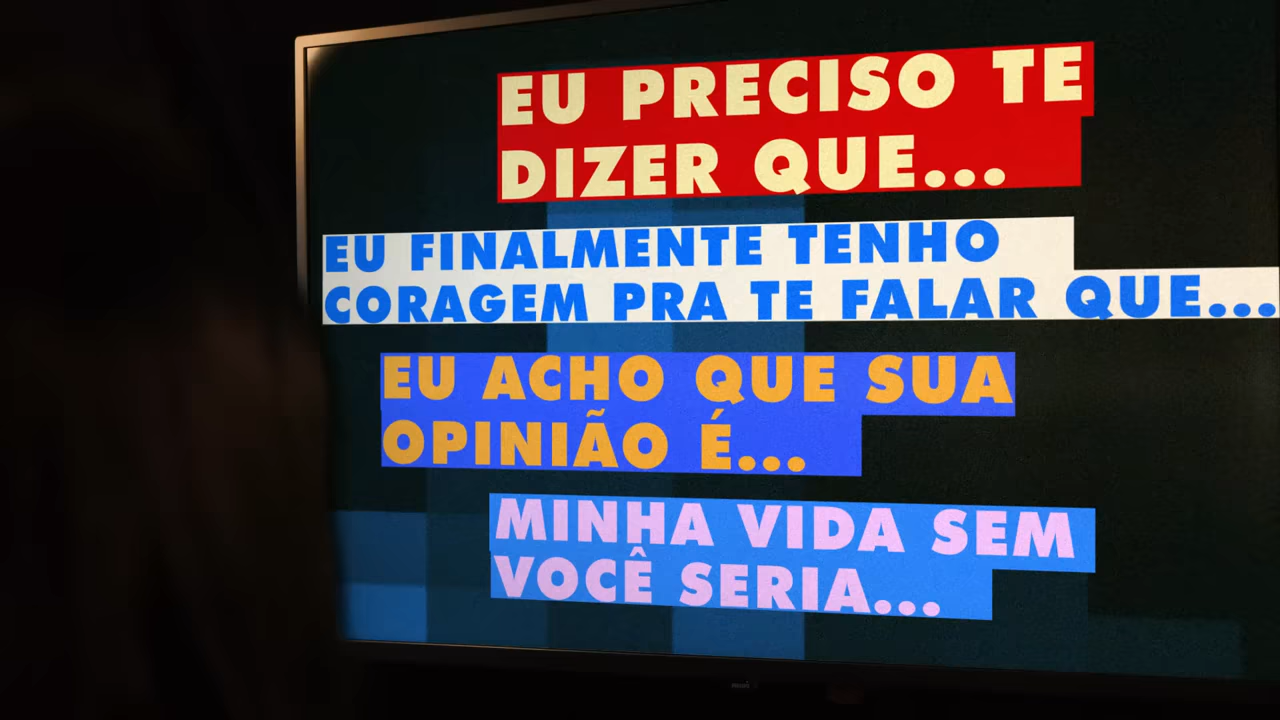 EU PRECISO TE
DIZER QUE...
EU FINALMENTE TENHO
CORAGEM PRA TE FALAR QUE...
EU ACHO QUE SUA
OPINIÃO É...
MINHA VIDA SEM
VOCÊ SERIA...